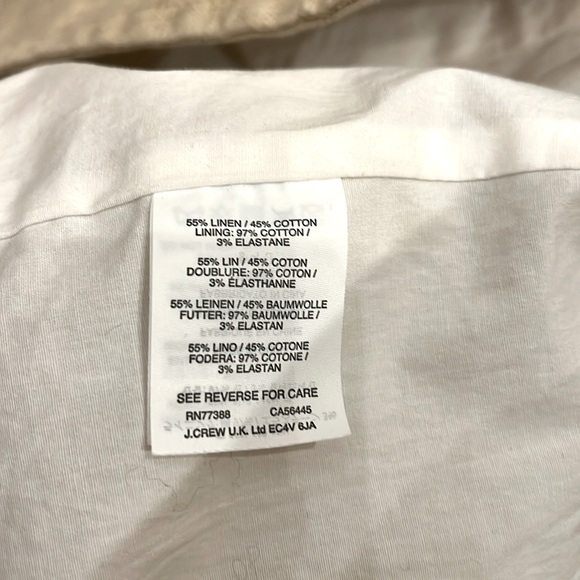 55% LINEN / 45% COTTON
LINING: 97% COTTON /
3% ELASTANE
55% LIN / 45% COTON
DOUBLURE: 97% COTON /
3% ÉLASTHANNE
55% LEINEN / 45% BAUMWOLLE
FUTTER: 97% BAUMWOLLE /
3% ELASTAN
55% LINO / 45% COTONE
FODERA: 97% COTONE /
3% ELASTAN
SEE REVERSE FOR CARE
RN77388 CA56445
J.CREW U.K. Ltd EC4V 6JA